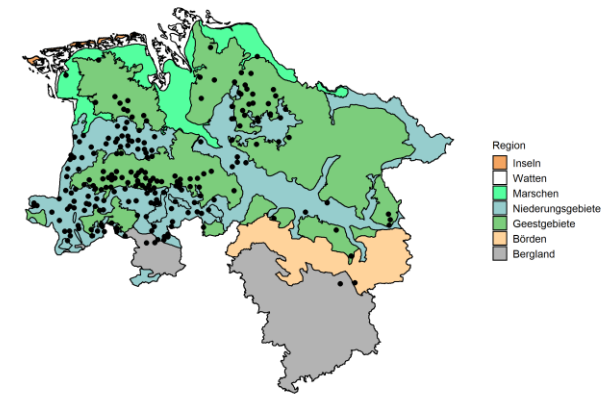 Region
Inseln
Watten
Marschen
Niederungsgebiete
Geestgebiete
Börden
Bergland